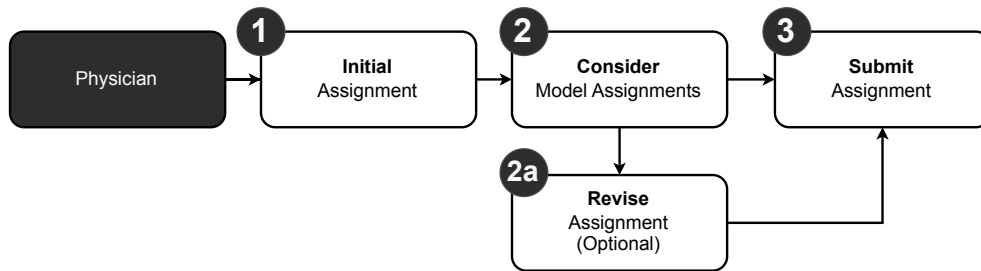 Physician
1
Initial
Assignment
2
Consider
Model Assignments
3
Submit
Assignment
2a
Revise
Assignment
(Optional)